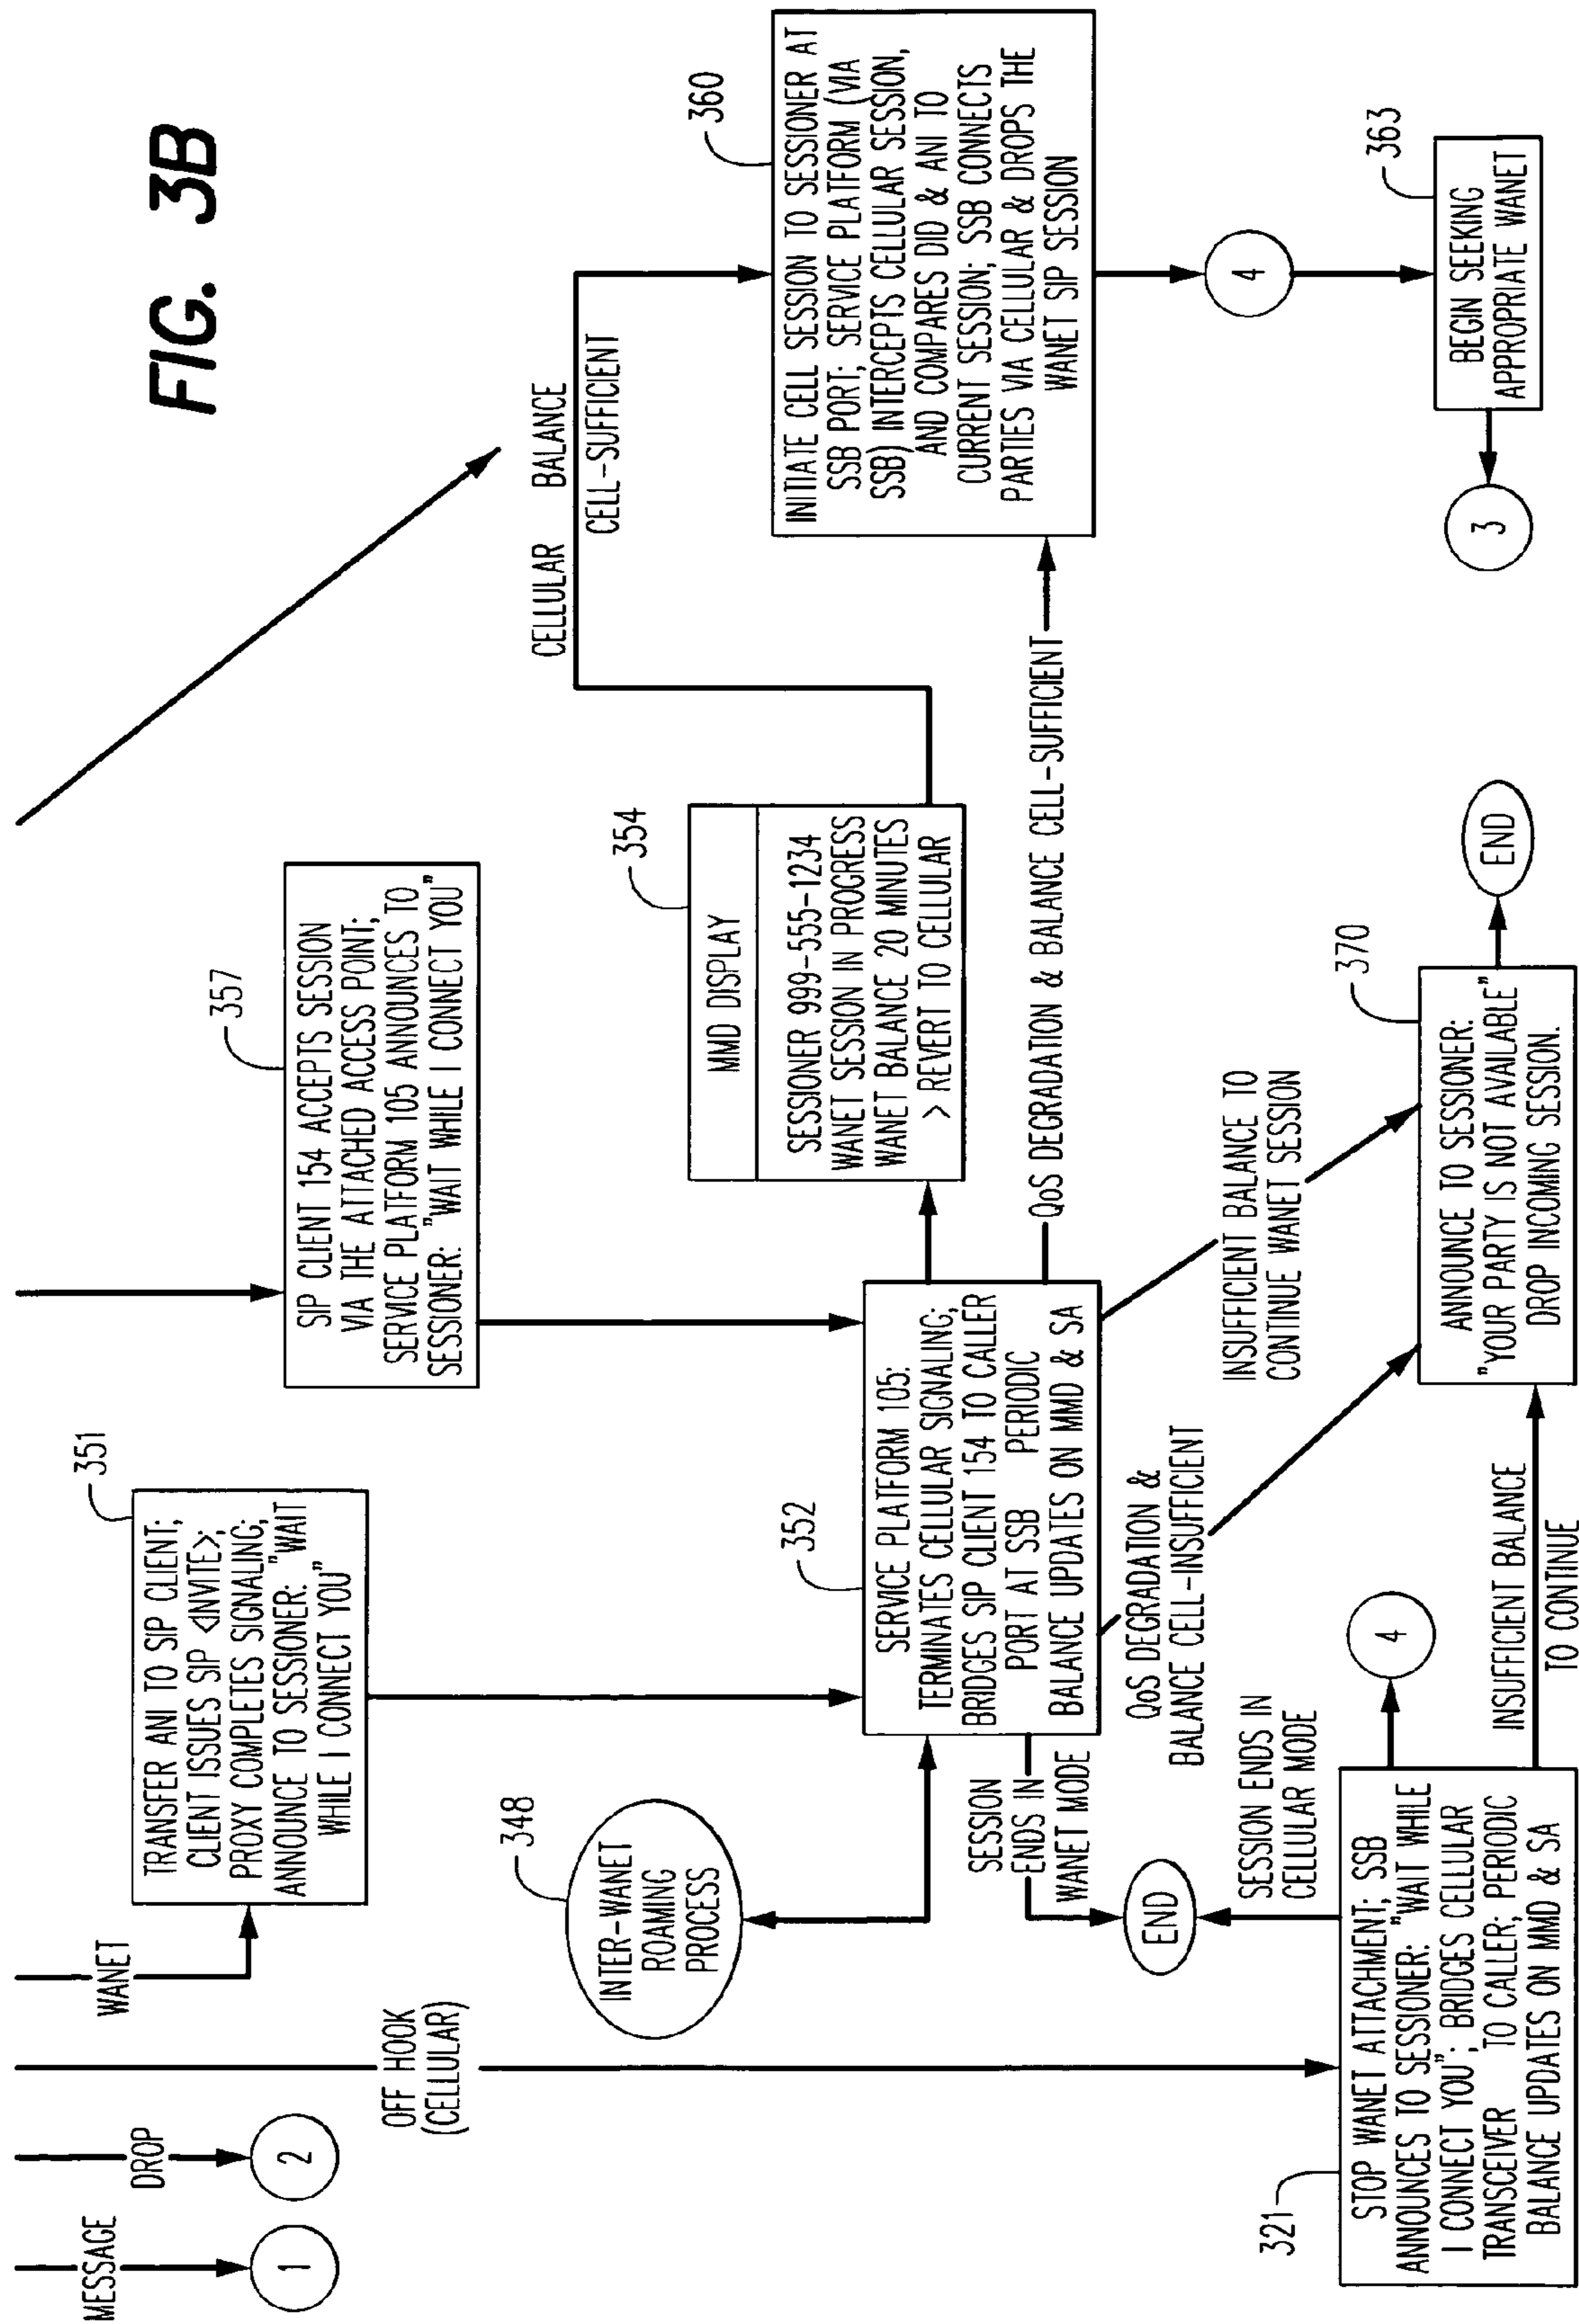 FIG. 3B
MESSAGE
1
DROP
2
OFF HOOK
(CELLULAR)
WANET
351
TRANSFER ANI TO SIP CLIENT;
CLIENT ISSUES SIP <INVITE>;
PROXY COMPLETES SIGNALING;
ANNOUNCE TO SESSIONER: "WAIT
WHILE I CONNECT YOU"
357
SIP CLIENT 154 ACCEPTS SESSION
VIA THE ATTACHED ACCESS POINT;
SERVICE PLATFORM 105 ANNOUNCES TO
SESSIONER: "WAIT WHILE I CONNECT YOU"
348
INTER-WANET
ROAMING
PROCESS
352
SERVICE PLATFORM 105:
TERMINATES CELLULAR SIGNALING;
BRIDGES SIP CLIENT 154 TO CALLER
PORT AT SSB PERIODIC
BALANCE UPDATES ON MMD & SA
354
MMD DISPLAY
SESSIONER 999-555-1234
WANET SESSION IN PROGRESS
WANET BALANCE 20 MINUTES
> REVERT TO CELLULAR
CELLULAR BALANCE
CELL-SUFFICIENT
360
INITIATE CELL SESSION TO SESSIONER AT
SSB PORT; SERVICE PLATFORM (VIA
SSB) INTERCEPTS CELLULAR SESSION,
AND COMPARES DID & ANI TO
CURRENT SESSION; SSB CONNECTS
PARTIES VIA CELLULAR & DROPS THE
WANET SIP SESSION
QoS DEGRADATION & BALANCE CELL-SUFFICIENT
SESSION
ENDS IN
WANET MODE
END
SESSION ENDS IN
CELLULAR MODE
QoS DEGRADATION &
BALANCE CELL-INSUFFICIENT
INSUFFICIENT BALANCE TO
CONTINUE WANET SESSION
4
363
BEGIN SEEKING
APPROPRIATE WANET
3
321
STOP WANET ATTACHMENT; SSB
ANNOUNCES TO SESSIONER: "WAIT WHILE
I CONNECT YOU"; BRIDGES CELLULAR
TRANSCEIVER TO CALLER; PERIODIC
BALANCE UPDATES ON MMD & SA
4
INSUFFICIENT BALANCE
TO CONTINUE
370
ANNOUNCE TO SESSIONER:
"YOUR PARTY IS NOT AVAILABLE"
DROP INCOMING SESSION.
END